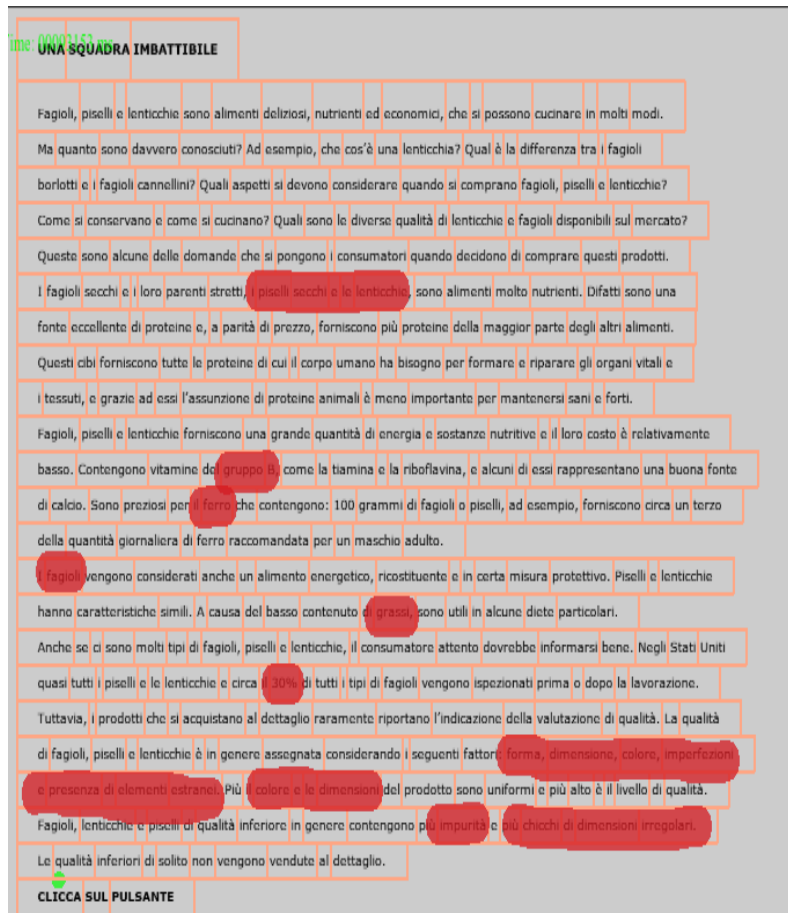 Time: 00003153 ms
UNA SQUADRA IMBATTIBILE
Fagioli, piselli e lenticchie sono alimenti deliziosi, nutrienti ed economici, che si possono cucinare in molti modi.
Ma quanto sono davvero conosciuti? Ad esempio, che cos'è una lenticchia? Qual è la differenza tra i fagioli
borlotti e i fagioli cannellini? Quali aspetti si devono considerare quando si comprano fagioli, piselli e lenticchie?
Come si conservano e come si cucinano? Quali sono le diverse qualità di lenticchie e fagioli disponibili sul mercato?
Queste sono alcune delle domande che si pongono i consumatori quando decidono di comprare questi prodotti.
I fagioli secchi e i loro parenti stretti, i piselli secchi e le lenticchie, sono alimenti molto nutrienti. Difatti sono una
fonte eccellente di proteine e, a parità di prezzo, forniscono più proteine della maggior parte degli altri alimenti.
Questi cibi forniscono tutte le proteine di cui il corpo umano ha bisogno per formare e riparare gli organi vitali e
i tessuti, e grazie ad essi l'assunzione di proteine animali è meno importante per mantenersi sani e forti.
Fagioli, piselli e lenticchie forniscono una grande quantità di energia e sostanze nutritive e il loro costo è relativamente
basso. Contengono vitamine del gruppo B, come la tiamina e la riboflavina, e alcuni di essi rappresentano una buona fonte
di calcio. Sono preziosi per il ferro che contengono: 100 grammi di fagioli o piselli, ad esempio, forniscono circa un terzo
della quantità giornaliera di ferro raccomandata per un maschio adulto.
I fagioli vengono considerati anche un alimento energetico, ricostituente e in certa misura protettivo. Piselli e lenticchie
hanno caratteristiche simili. A causa del basso contenuto di grassi, sono utili in alcune diete particolari.
Anche se ci sono molti tipi di fagioli, piselli e lenticchie, il consumatore attento dovrebbe informarsi bene. Negli Stati Uniti
quasi tutti i piselli e le lenticchie e circa il 30% di tutti i tipi di fagioli vengono ispezionati prima o dopo la lavorazione.
Tuttavia, i prodotti che si acquistano al dettaglio raramente riportano l'indicazione della valutazione di qualità. La qualità
di fagioli, piselli e lenticchie è in genere assegnata considerando i seguenti fattori: forma, dimensione, colore, imperfezioni
e presenza di elementi estranei. Più il colore e le dimensioni del prodotto sono uniformi e più alto è il livello di qualità.
Fagioli, lenticchie e piselli di qualità inferiore in genere contengono più impurità e più chicchi di dimensioni irregolari.
Le qualità inferiori di solito non vengono vendute al dettaglio.
CLICCA SUL PULSANTE